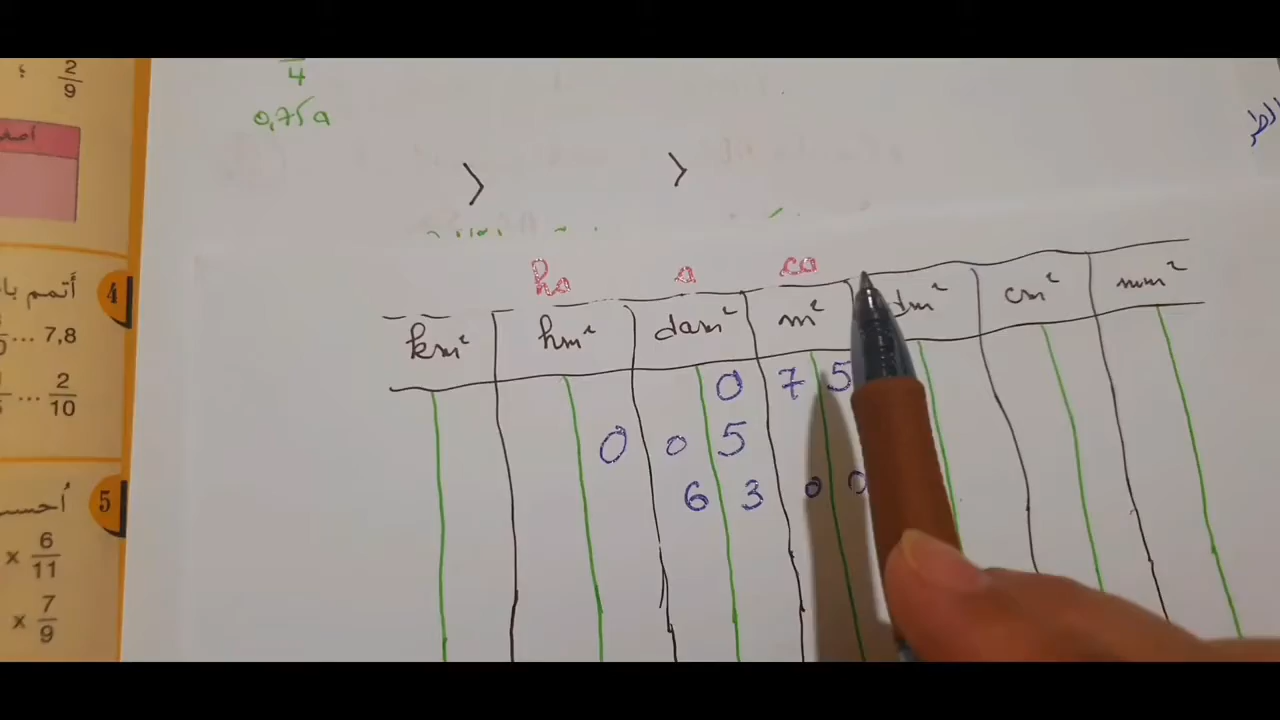 2/9 ؛
4
0,75a
4 أتمم
... 7,8
... 2/10
5
× 6/11
× 7/9
ha a ca
km² hm² dam² m² dm² cm² mm²
0 7 5
0 0 5
6 3 0 0
> >